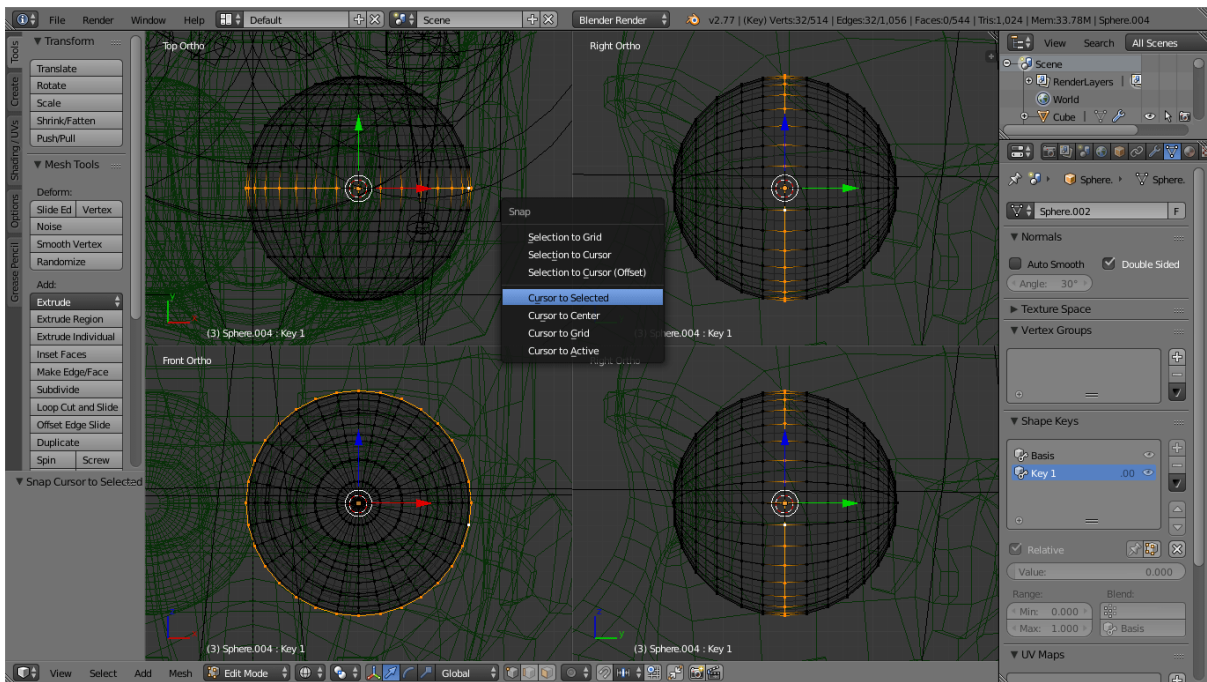 File Render Window Help Default Scene Blender Render v2.77 | (Key) Verts:32/514 | Edges:32/1,056 | Faces:0/544 | Tris:1,024 | Mem:33.78M | Sphere.004
Tools
Create
Shading / UVs
Options
Grease Pencil
Transform
Translate
Rotate
Scale
Shrink/Fatten
Push/Pull
Mesh Tools
Deform:
Slide Ed Vertex
Noise
Smooth Vertex
Randomize
Add:
Extrude
Extrude Region
Extrude Individual
Inset Faces
Make Edge/Face
Subdivide
Loop Cut and Slide
Offset Edge Slide
Duplicate
Spin Screw
Snap Cursor to Selected
Top Ortho
y
(3) Sphere.004 : Key 1
Right Ortho
(3) Sphere.004 : Key 1
Front Ortho
z
x
(3) Sphere.004 : Key 1
Right Ortho
z
y
(3) Sphere.004 : Key 1
Snap
Selection to Grid
Selection to Cursor
Selection to Cursor (Offset)
Cursor to Selected
Cursor to Center
Cursor to Grid
Cursor to Active
View Select Add Mesh Edit Mode Global
View Search All Scenes
Scene
RenderLayers |
World
Cube |
Sphere. Sphere.
Sphere.002 F
Normals
Auto Smooth Double Sided
Angle: 30°
Texture Space
Vertex Groups
Shape Keys
Basis
Key 1 .00
Relative
Value: 0.000
Range: Blend:
Min: 0.000
Max: 1.000 Basis
UV Maps